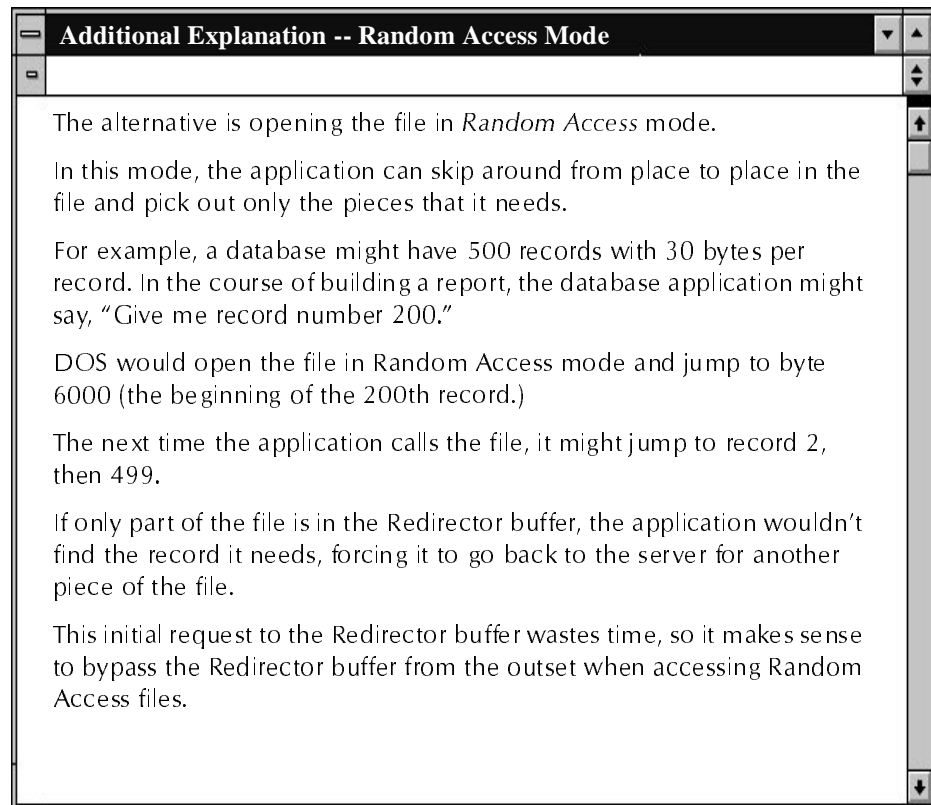 Additional Explanation -- Random Access Mode
The alternative is opening the file in Random Access mode.
In this mode, the application can skip around from place to place in the
file and pick out only the pieces that it needs.
For example, a database might have 500 records with 30 bytes per
record. In the course of building a report, the database application might
say, “Give me record number 200.”
DOS would open the file in Random Access mode and jump to byte
6000 (the beginning of the 200th record.)
The next time the application calls the file, it might jump to record 2,
then 499.
If only part of the file is in the Redirector buffer, the application wouldn’t
find the record it needs, forcing it to go back to the server for another
piece of the file.
This initial request to the Redirector buffer wastes time, so it makes sense
to bypass the Redirector buffer from the outset when accessing Random
Access files.